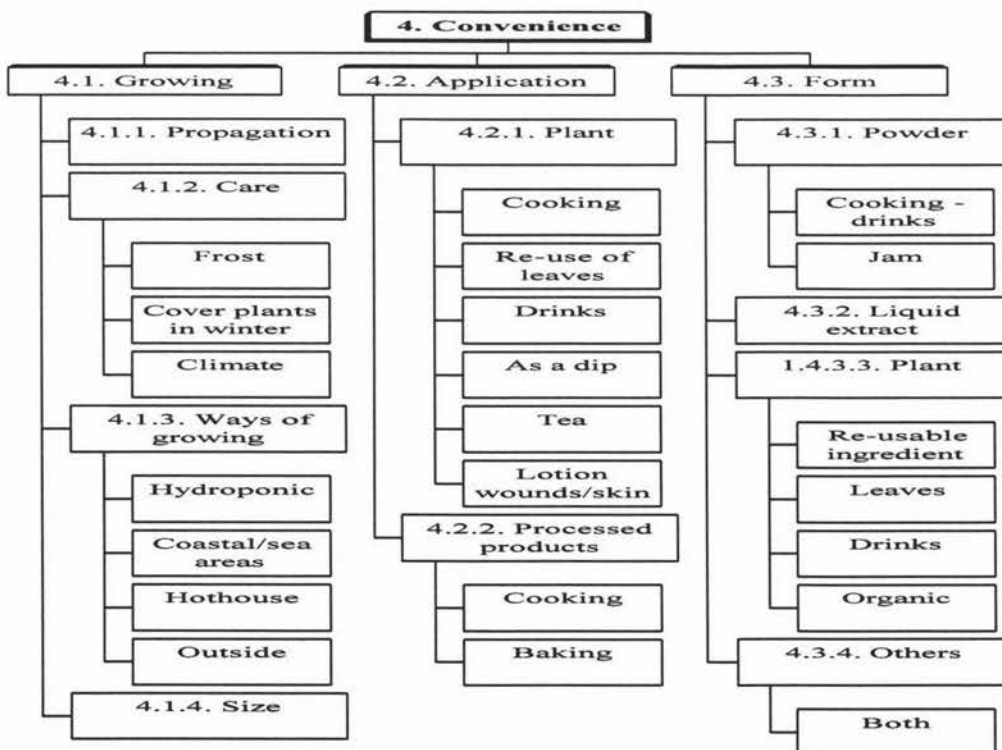 4. Convenience
4.1. Growing
4.1.1. Propagation
4.1.2. Care
Frost
Cover plants
in winter
Climate
4.1.3. Ways of
growing
Hydroponic
Coastal/sea
areas
Hothouse
Outside
4.1.4. Size
4.2. Application
4.2.1. Plant
Cooking
Re-use of
leaves
Drinks
As a dip
Tea
Lotion
wounds/skin
4.2.2. Processed
products
Cooking
Baking
4.3. Form
4.3.1. Powder
Cooking -
drinks
Jam
4.3.2. Liquid
extract
1.4.3.3. Plant
Re-usable
ingredient
Leaves
Drinks
Organic
4.3.4. Others
Both